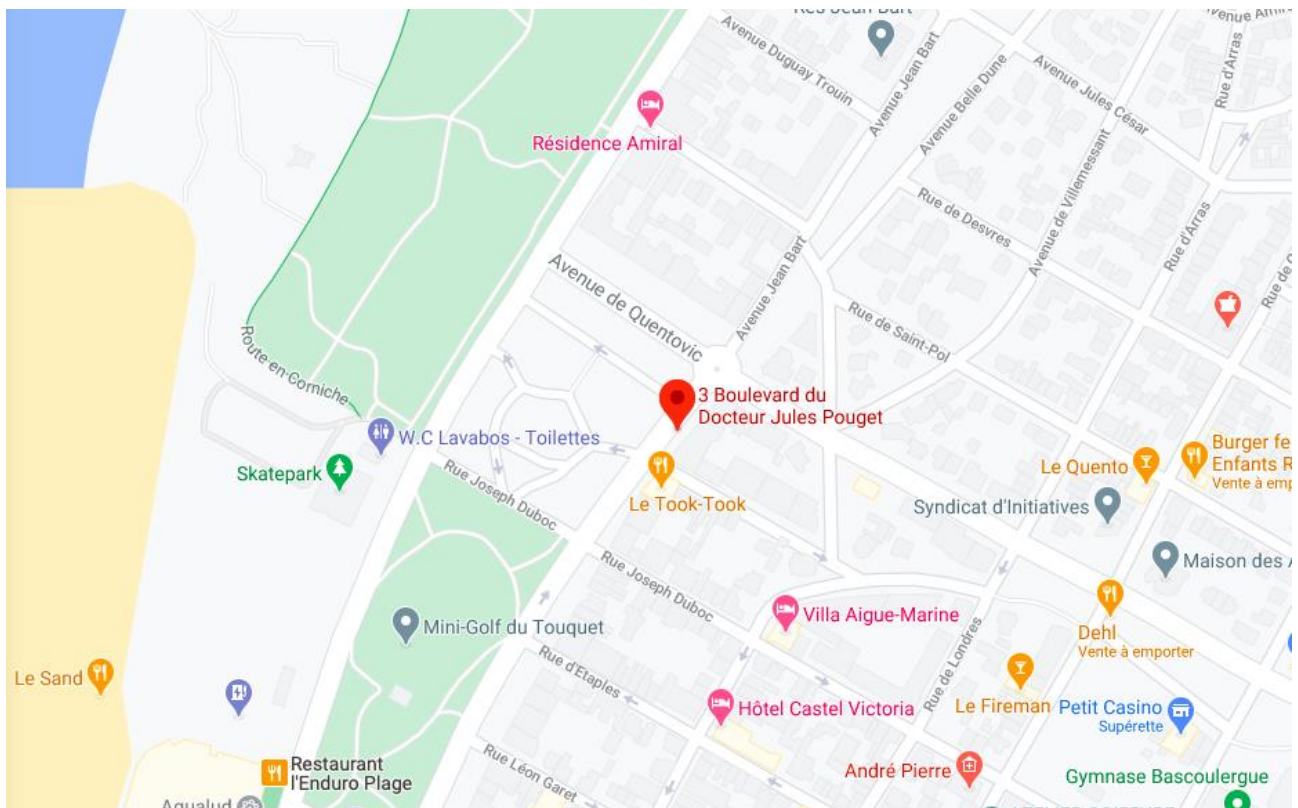 Res Jean Bart
Avenue Duguay Trouin
Avenue Jean Bart
Avenue Belle Dune
Avenue Jules César
Rue d'Arras
Résidence Amiral
Avenue de Villemessant
Rue de Desvres
Rue d'Arras
Avenue de Quentovic
Avenue Jean Bart
Rue de Saint-Pol
Route en Corniche
3 Boulevard du
Docteur Jules Pouget
W.C Lavabos - Toilettes
Skatepark
Rue Joseph Duboc
Le Took-Took
Le Quento
Burger fe
Enfants R
Vente à emp
Syndicat d'Initiatives
Rue Joseph Duboc
Maison des A
Villa Aigue-Marine
Mini-Golf du Touquet
Dehl
Vente à emporter
Rue d'Etaples
Rue de Londres
Le Sand
Hôtel Castel Victoria
Le Fireman
Petit Casino
Supérette
Rue Léon Garet
Restaurant
l'Enduro Plage
André Pierre
Gymnase Bascoulergue
Aqualud